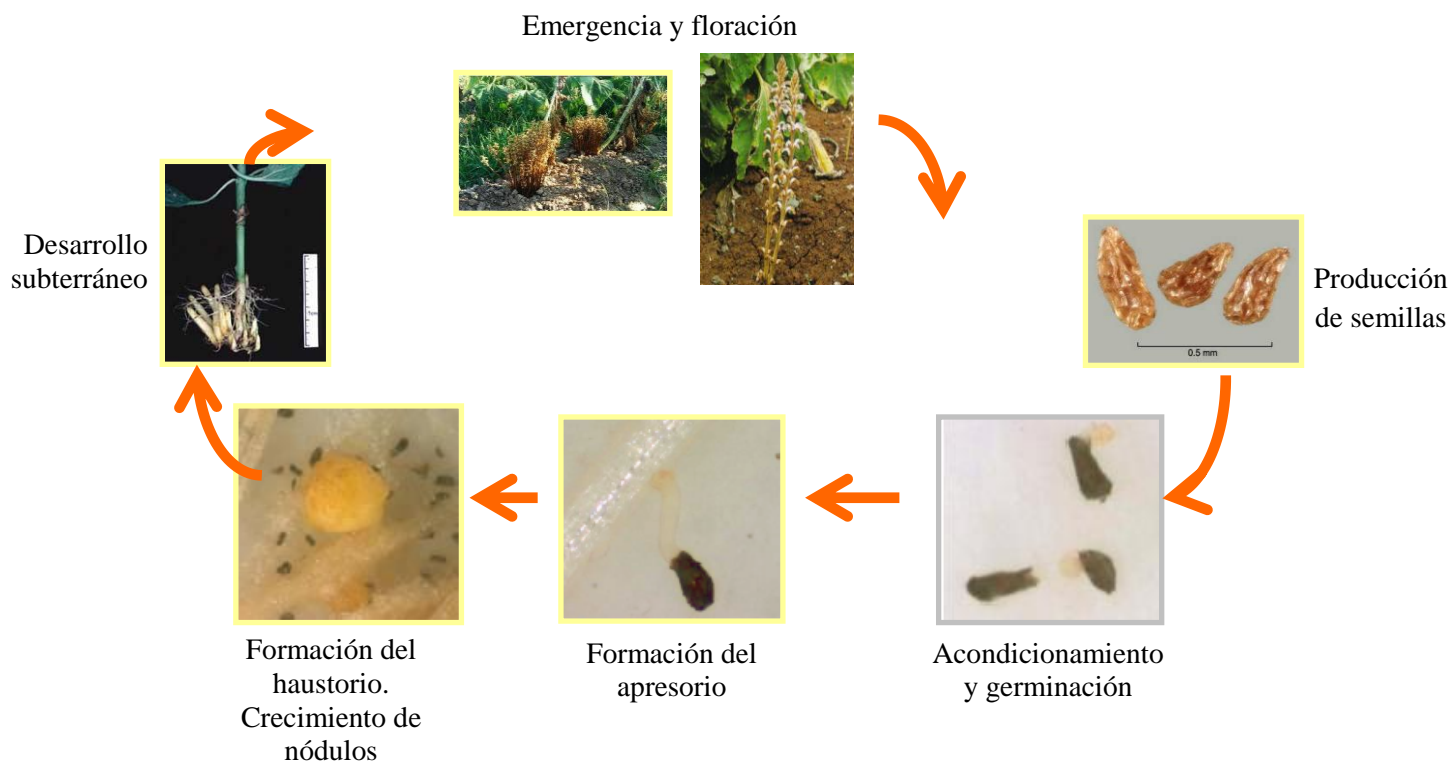 Emergencia y floración
Desarrollo
subterráneo
Producción
de semillas
0.5 mm
Formación del
haustorio.
Crecimiento de
nódulos
Formación del
apresorio
Acondicionamiento
y germinación